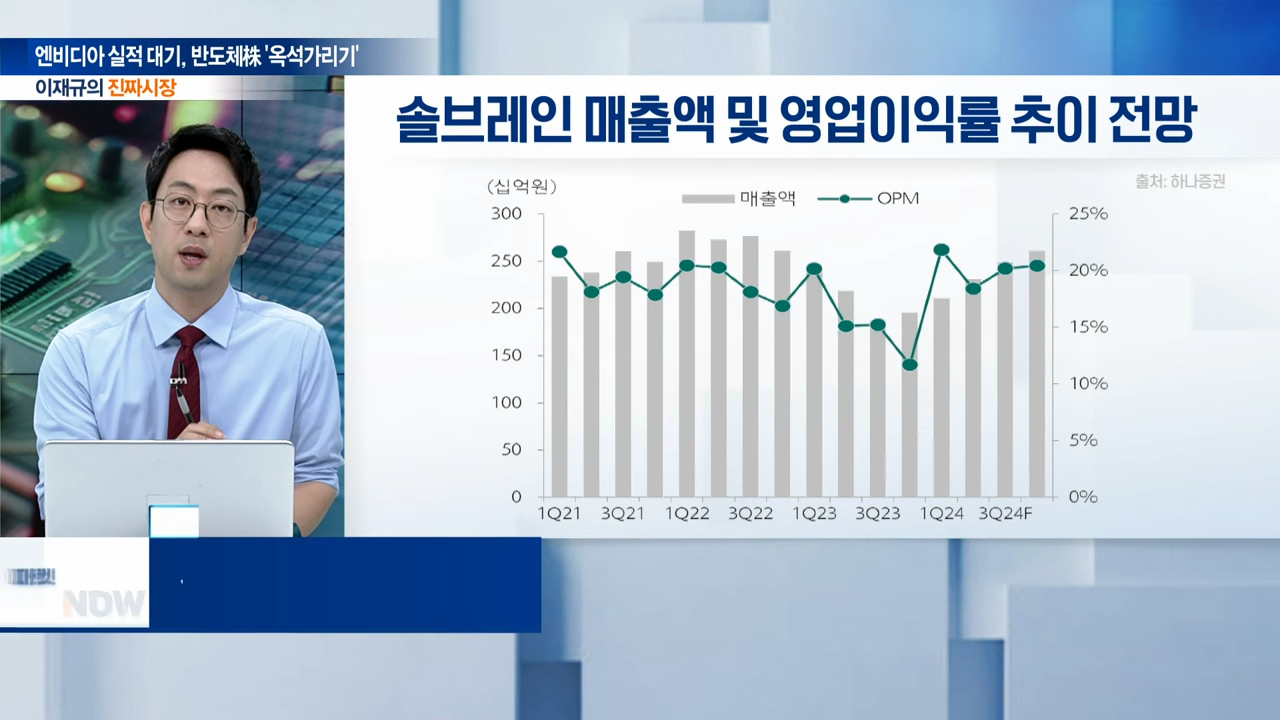 엔비디아 실적 대기, 반도체株 '옥석가리기'
이재규의 진짜시장
솔브레인 매출액 및 영업이익률 추이 전망
출처: 하나증권
(십억원)
매출액 OPM
300 25%
250 20%
200 15%
150 10%
100 5%
50 0%
0
1Q21 3Q21 1Q22 3Q22 1Q23 3Q23 1Q24 3Q24F
NOW